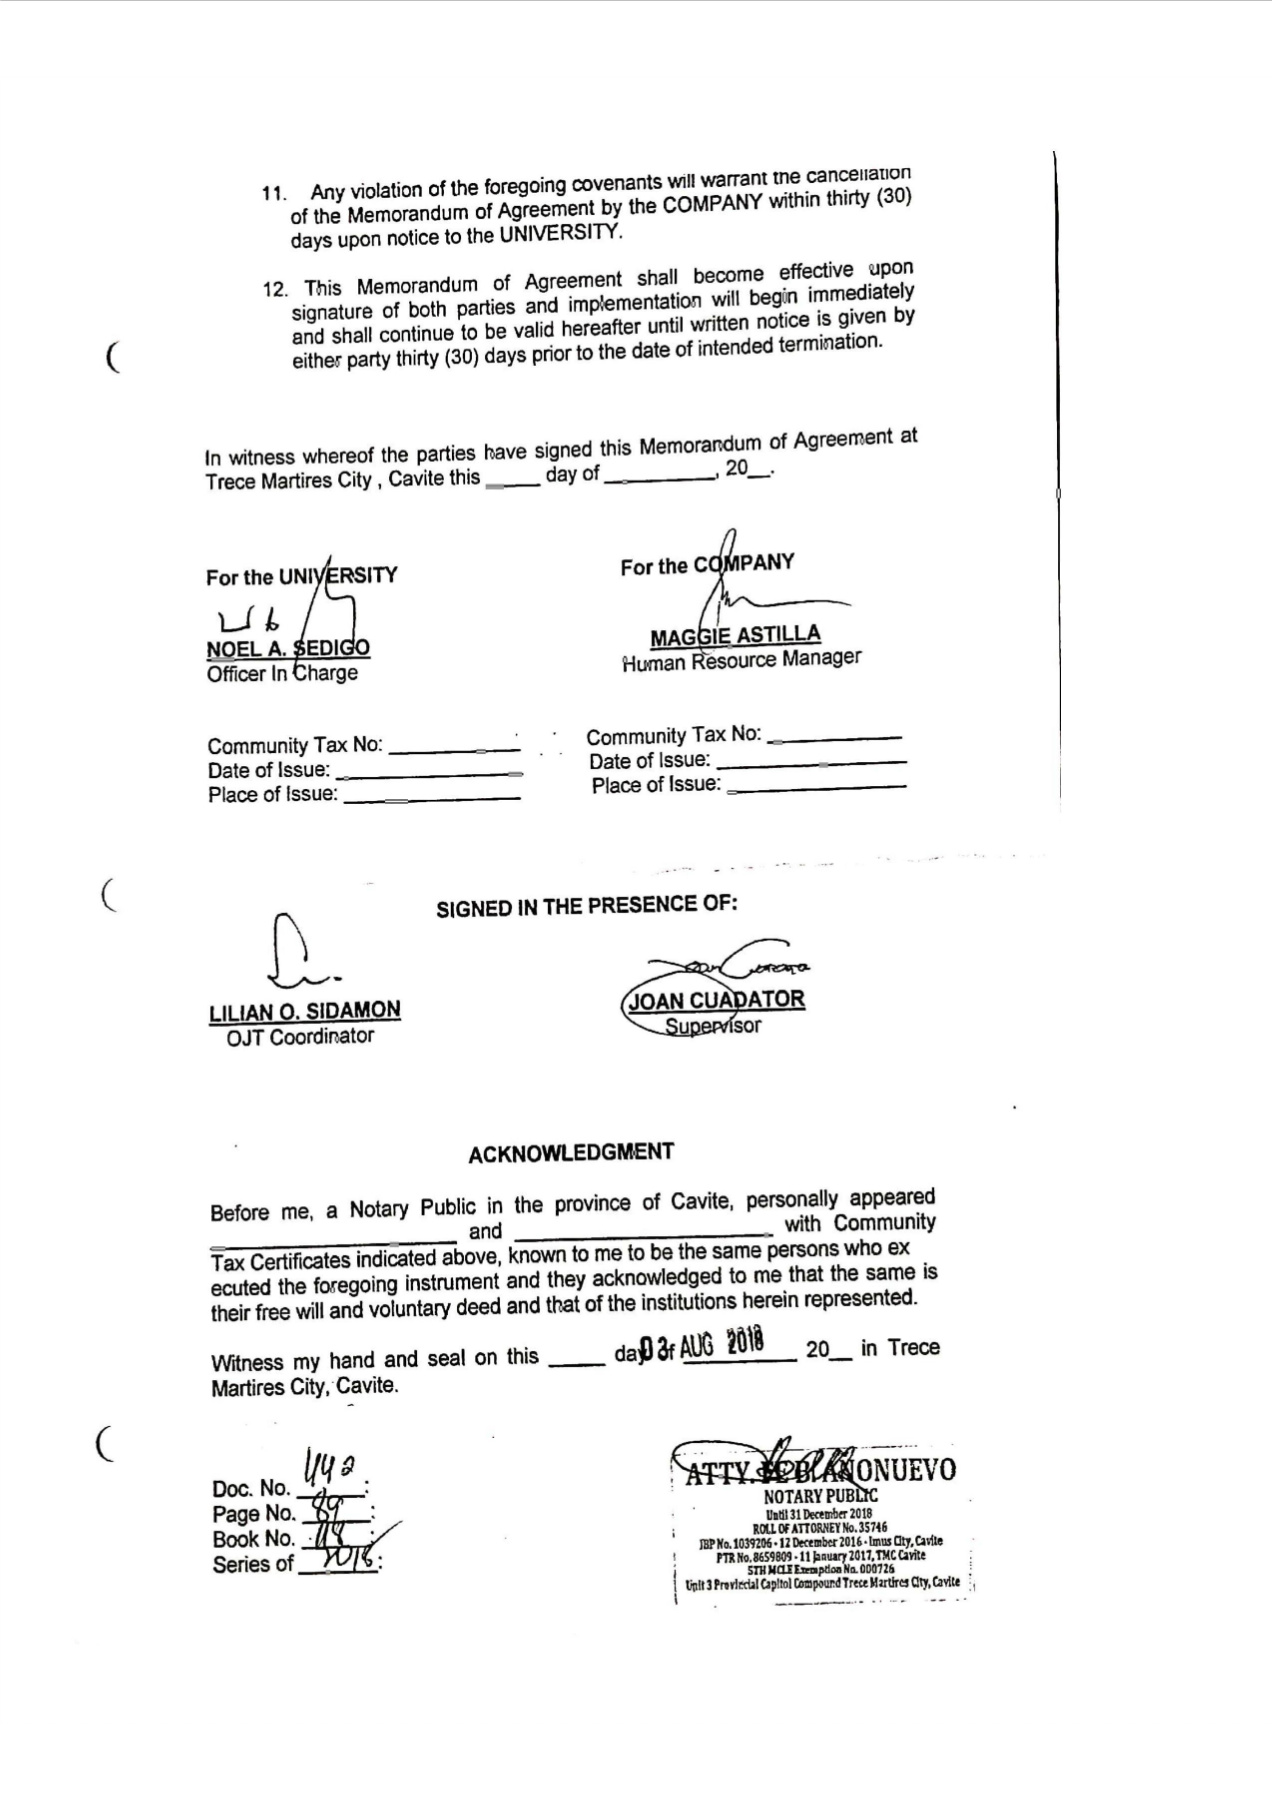 11. Any violation of the foregoing covenants will warrant the cancellation
of the Memorandum of Agreement by the COMPANY within thirty (30)
days upon notice to the UNIVERSITY.
12. This Memorandum of Agreement shall become effective upon
signature of both parties and implementation will begin immediately
and shall continue to be valid hereafter until written notice is given by
either party thirty (30) days prior to the date of intended termination.
In witness whereof the parties have signed this Memorandum of Agreement at
Trece Martires City , Cavite this _____ day of __________, 20__.
For the UNIVERSITY
For the COMPANY
NOEL A. SEDIGO
Officer In Charge
MAGGIE ASTILLA
Human Resource Manager
Community Tax No: ____________
Date of Issue: _________________
Place of Issue: ________________
Community Tax No: ____________
Date of Issue: _________________
Place of Issue: ________________
SIGNED IN THE PRESENCE OF:
LILIAN O. SIDAMON
OJT Coordinator
JOAN CUADATOR
Supervisor
ACKNOWLEDGMENT
Before me, a Notary Public in the province of Cavite, personally appeared
______________________ and ______________________ with Community
Tax Certificates indicated above, known to me to be the same persons who ex
ecuted the foregoing instrument and they acknowledged to me that the same is
their free will and voluntary deed and that of the institutions herein represented.
Witness my hand and seal on this _____ day 03 AUG 2018 20__ in Trece
Martires City, Cavite.
Doc. No. 442:
Page No. 89:
Book No. 118:
Series of 2018:
ATTY. ANONUEVO
NOTARY PUBLIC
Until 31 December 2018
ROLL OF ATTORNEY No. 35746
IBP No. 1039206 - 12 December 2016 - Imus City, Cavite
PTR No. 8659809 - 11 January 2017, TMC Cavite
5TH MCLE Exemption No. 000726
Unit 3 Provincial Capitol Compound Trece Martires City, Cavite